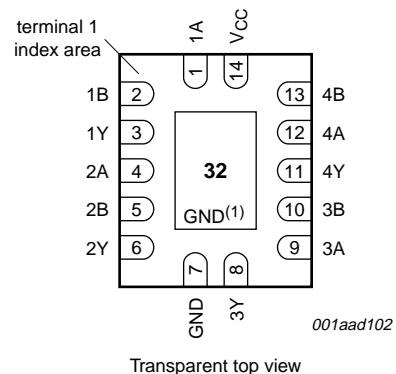 terminal 1
index area
1A
VCC
1
14
1B 2 13 4B
1Y 3 12 4A
2A 4 32 11 4Y
2B 5 GND(1) 10 3B
2Y 6 9 3A
7
8
GND
3Y
001aad102
Transparent top view